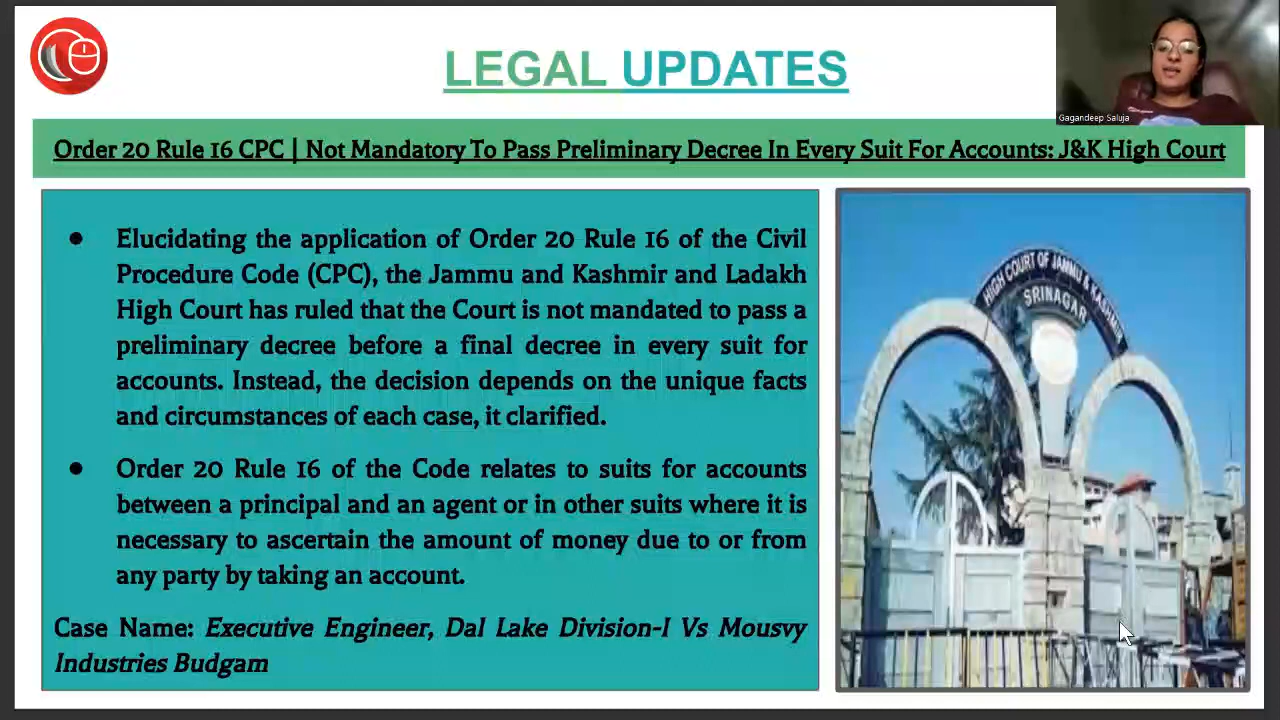 LEGAL UPDATES
Gagandeep Saluja
Order 20 Rule 16 CPC | Not Mandatory To Pass Preliminary Decree In Every Suit For Accounts: J&K High Court
● Elucidating the application of Order 20 Rule 16 of the Civil
Procedure Code (CPC), the Jammu and Kashmir and Ladakh
High Court has ruled that the Court is not mandated to pass a
preliminary decree before a final decree in every suit for
accounts. Instead, the decision depends on the unique facts
and circumstances of each case, it clarified.
● Order 20 Rule 16 of the Code relates to suits for accounts
between a principal and an agent or in other suits where it is
necessary to ascertain the amount of money due to or from
any party by taking an account.
Case Name: Executive Engineer, Dal Lake Division-I Vs Mousvy
Industries Budgam
HIGH COURT OF JAMMU & KASHMIR
SRINAGAR